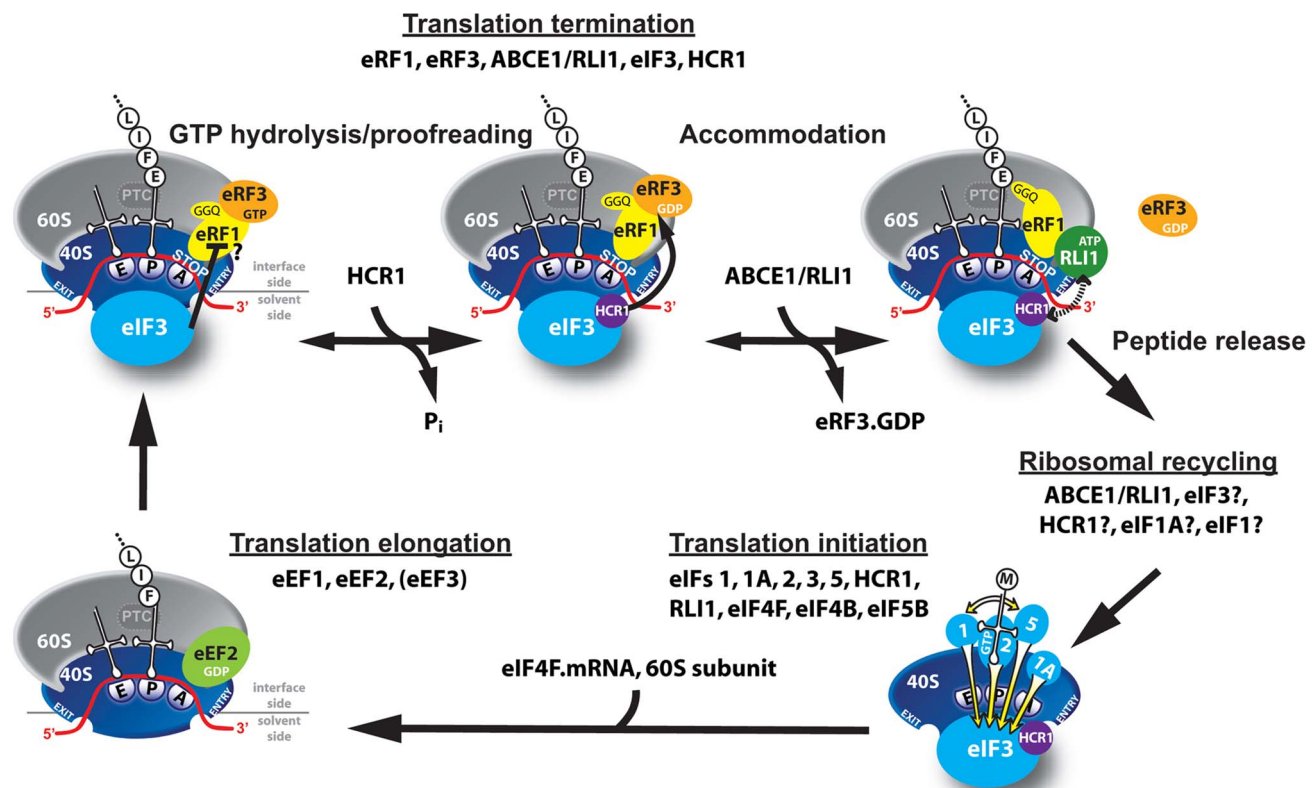 Translation termination
eRF1, eRF3, ABCE1/RLI1, eIF3, HCR1
GTP hydrolysis/proofreading
Accommodation
L
I
F
E
PTC
eRF3
GTP
GGQ
eRF1
?
60S
40S
STOP
E P A
EXIT
ENTRY
interface
side
solvent
side
5'
3'
eIF3
HCR1
Pi
L
I
F
E
PTC
eRF3
GDP
GGQ
eRF1
STOP
E P A
EXIT
ENTRY
5'
3'
HCR1
eIF3
ABCE1/RLI1
eRF3.GDP
L
I
F
E
PTC
GGQ
eRF1
ATP
RLI1
60S
40S
STOP
E P A
EXIT
ENTRY
5'
3'
HCR1
eIF3
eRF3
GDP
Peptide release
Ribosomal recycling
ABCE1/RLI1, eIF3?,
HCR1?, eIF1A?, eIF1?
Translation initiation
eIFs 1, 1A, 2, 3, 5, HCR1,
RLI1, eIF4F, eIF4B, eIF5B
M
1
GTP
2
5
1A
40S
E P
EXIT
ENTRY
HCR1
eIF3
eIF4F.mRNA, 60S subunit
Translation elongation
eEF1, eEF2, (eEF3)
L
I
F
PTC
60S
40S
eEF2
GDP
E P A
EXIT
ENTRY
interface
side
solvent
side
5'
3'